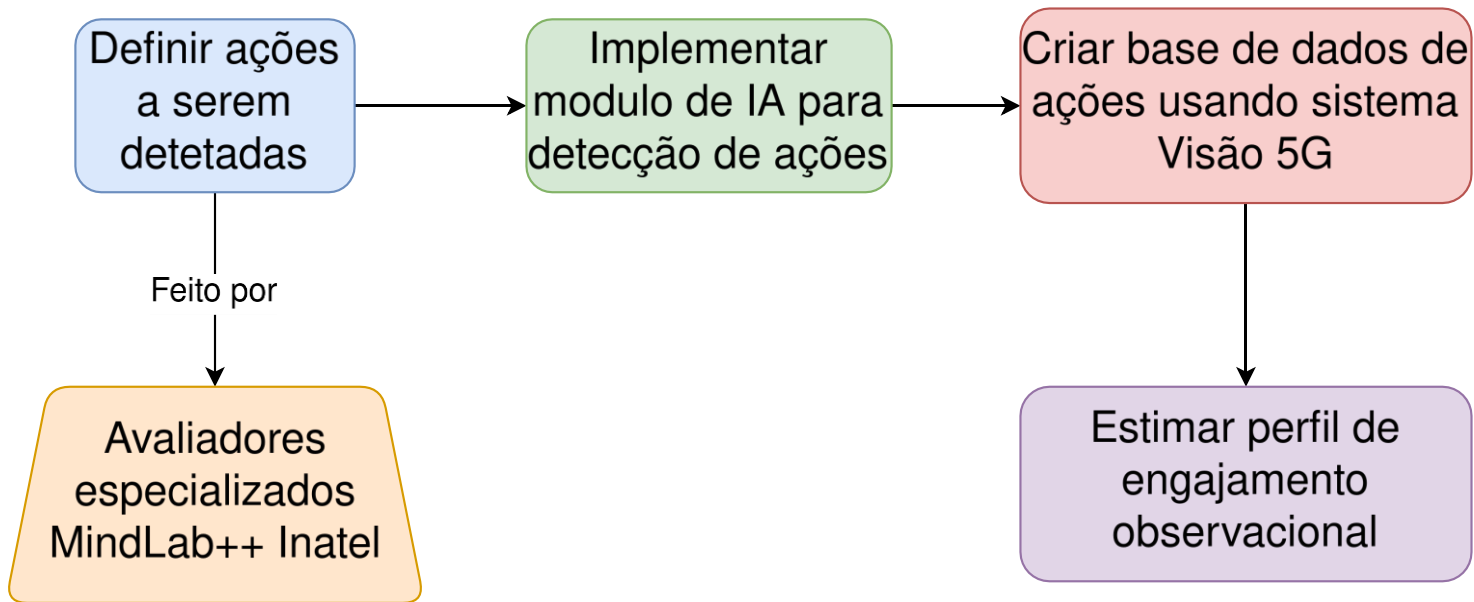 Definir ações
a serem
detetadas
Implementar
modulo de IA para
detecção de ações
Criar base de dados de
ações usando sistema
Visão 5G
Feito por
Avaliadores
especializados
MindLab++ Inatel
Estimar perfil de
engajamento
observacional